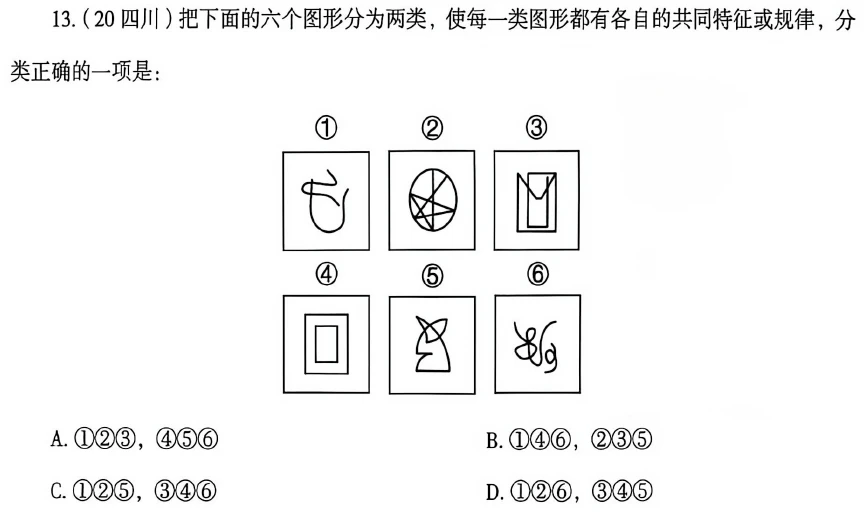 13.(20四川)把下面的六个图形分为两类，使每一类图形都有各自的共同特征或规律，分
类正确的一项是：
① ② ③
④ ⑤ ⑥
A.①②③，④⑤⑥ B.①④⑥，②③⑤
C.①②⑤，③④⑥ D.①②⑥，③④⑤